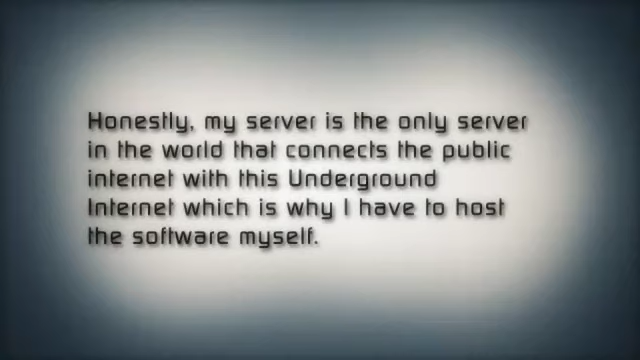 Honestly, my server is the only server
in the world that connects the public
internet with this Underground
Internet which is why I have to host
the software myself.